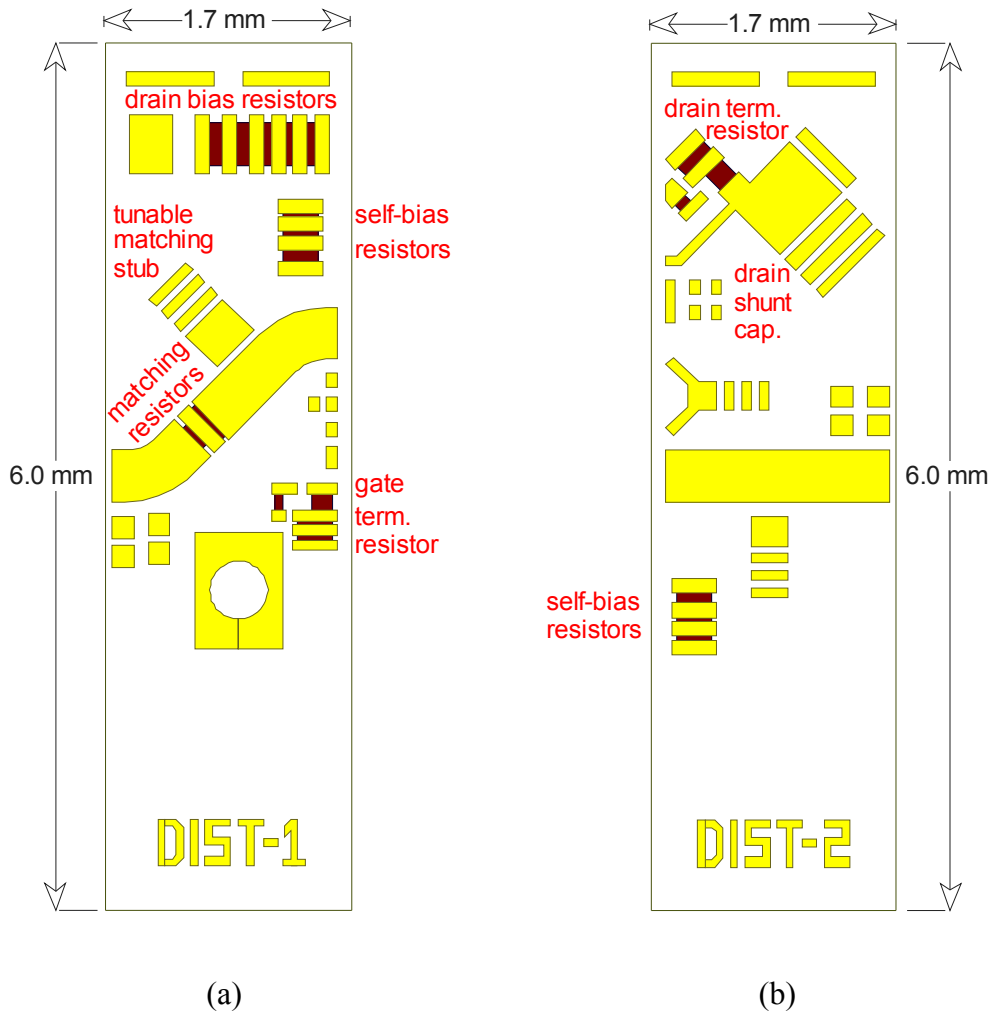 1.7 mm
drain bias resistors
tunable
matching
stub
self-bias
resistors
matching
resistors
6.0 mm
gate
term.
resistor
DIST-1
(a)
1.7 mm
drain term.
resistor
drain
shunt
cap.
6.0 mm
self-bias
resistors
DIST-2
(b)